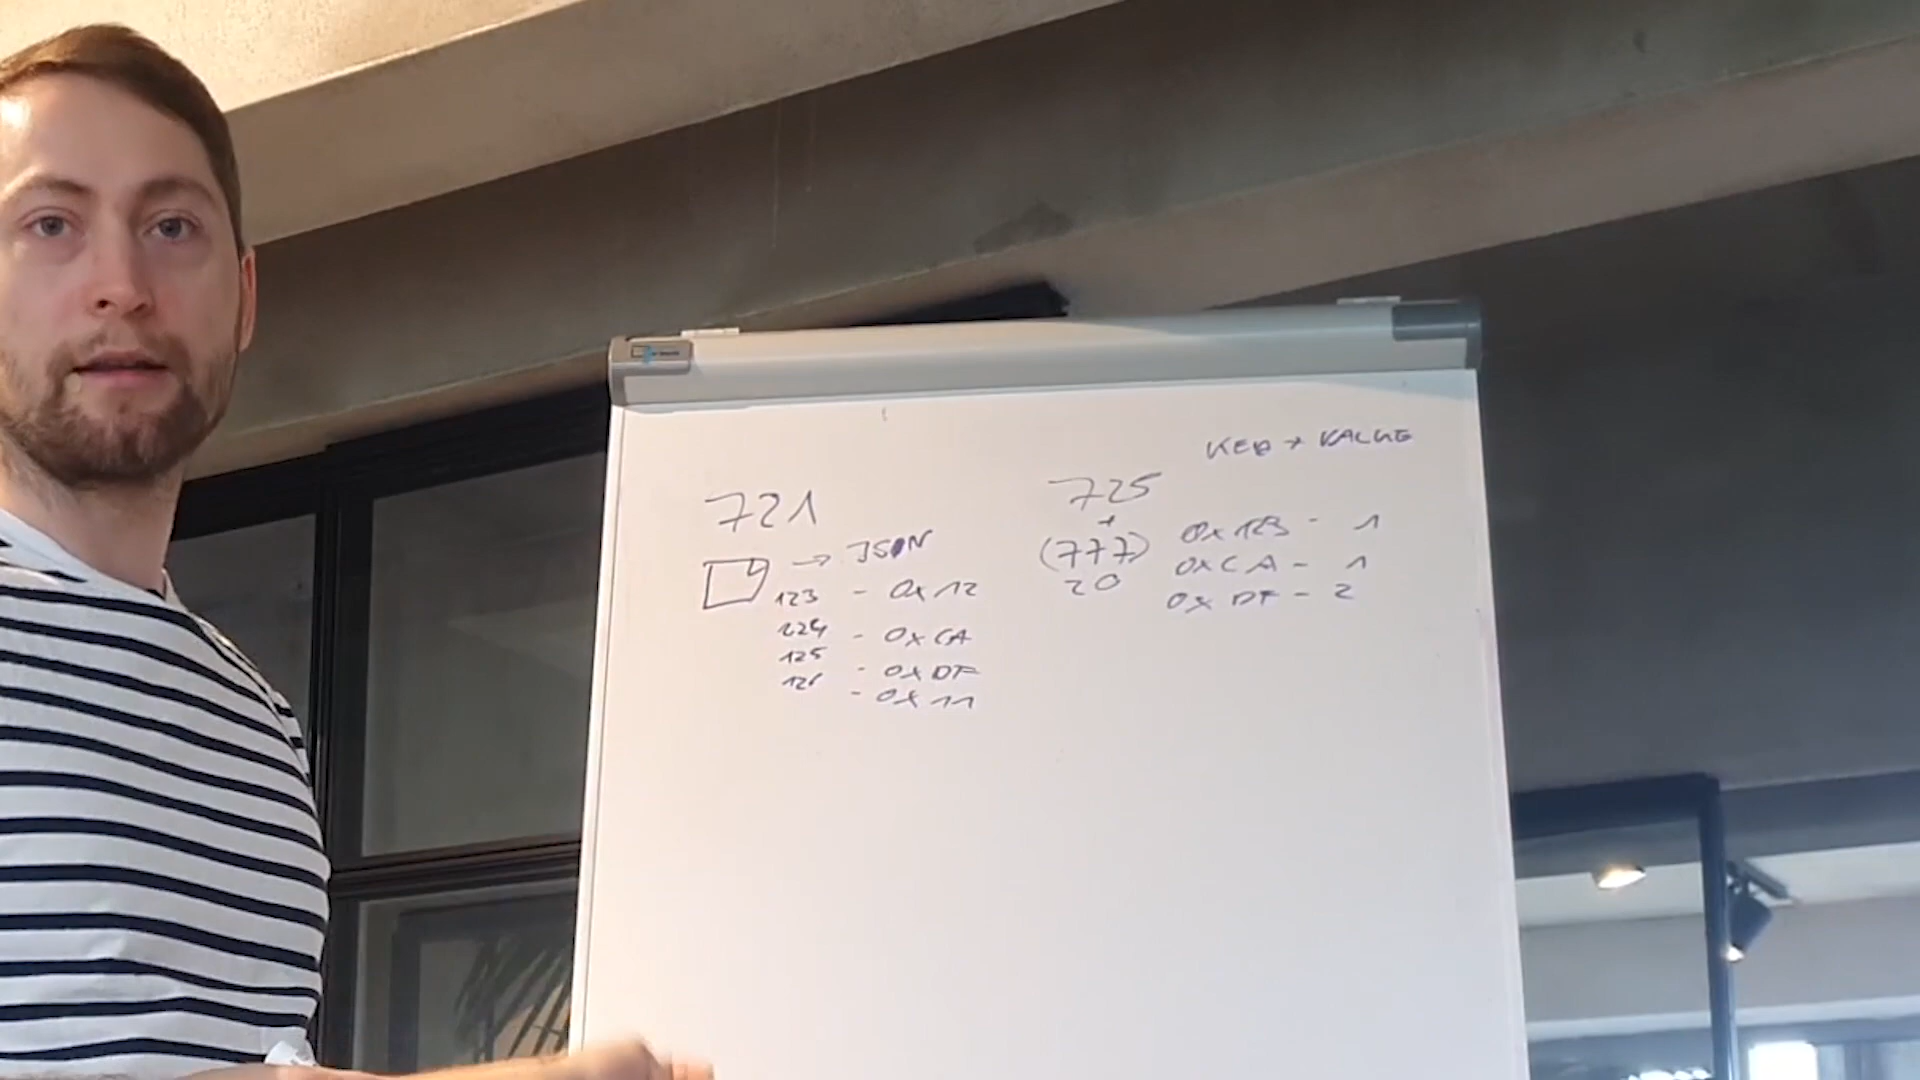 KEY → VALUE
721
→ JSON
123 - 0x12
124 - 0xCA
125 - 0xDF
126 - 0x11
725
+
(777)
20
0x123 - 1
0xCA - 1
0xDF - 2